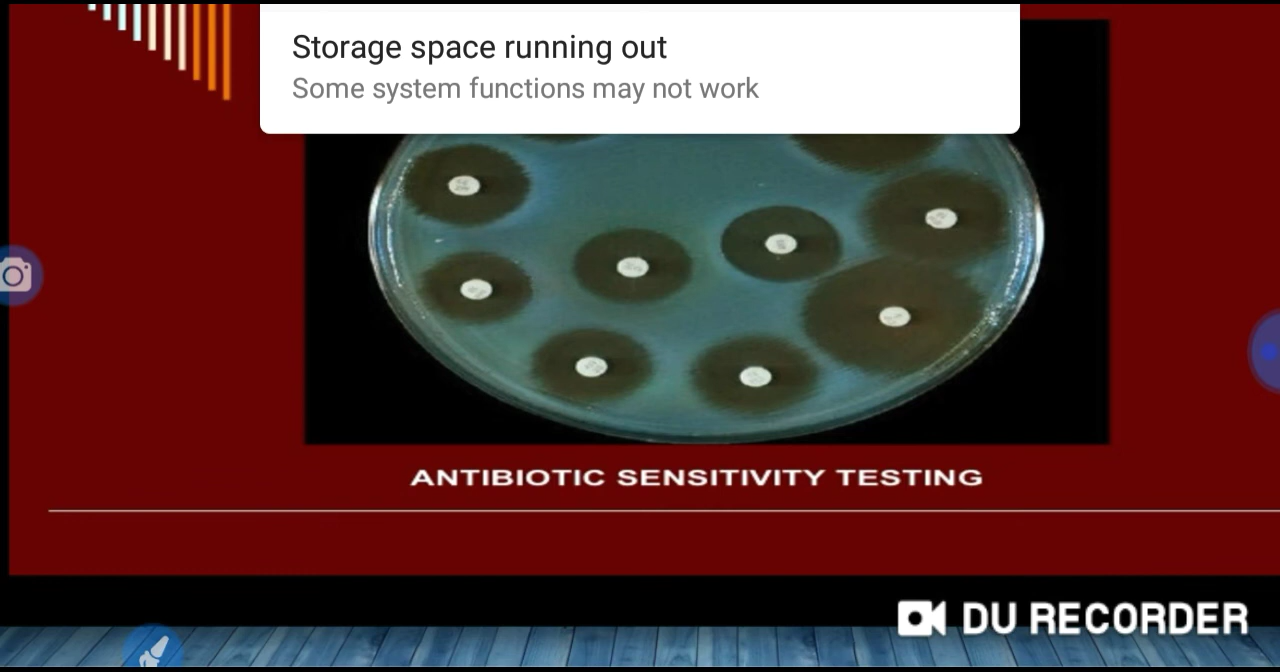 Storage space running out
Some system functions may not work
ANTIBIOTIC SENSITIVITY TESTING
DU RECORDER